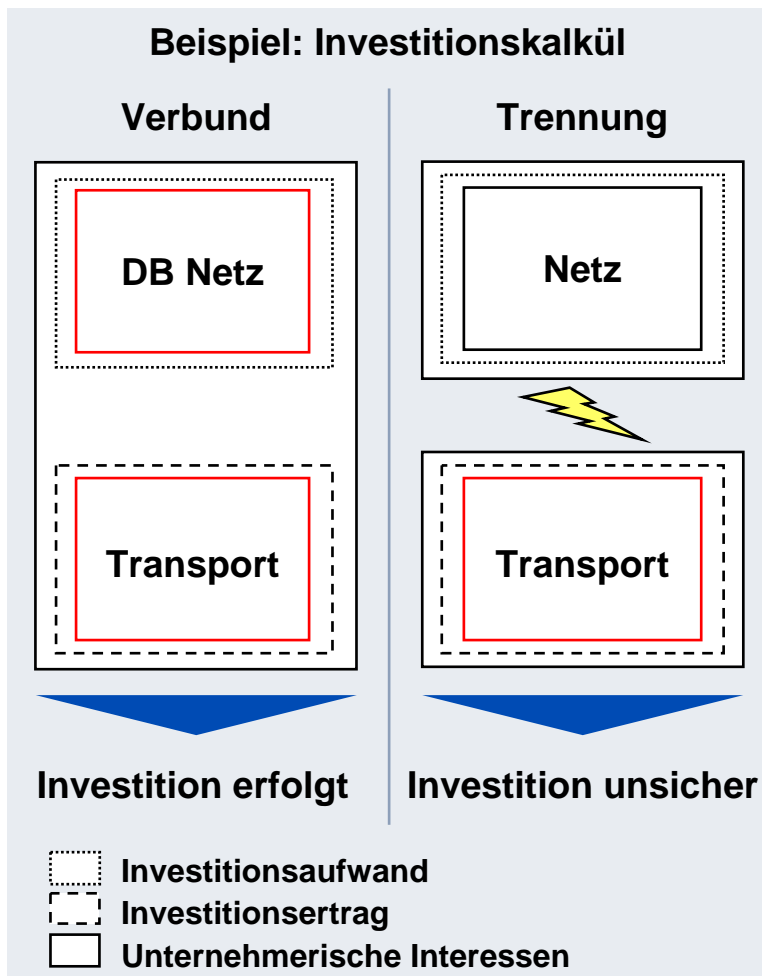 Beispiel: Investitionskalkül
Verbund
DB Netz
Transport
Investition erfolgt
Trennung
Netz
Transport
Investition unsicher
Investitionsaufwand
Investitionsertrag
Unternehmerische Interessen